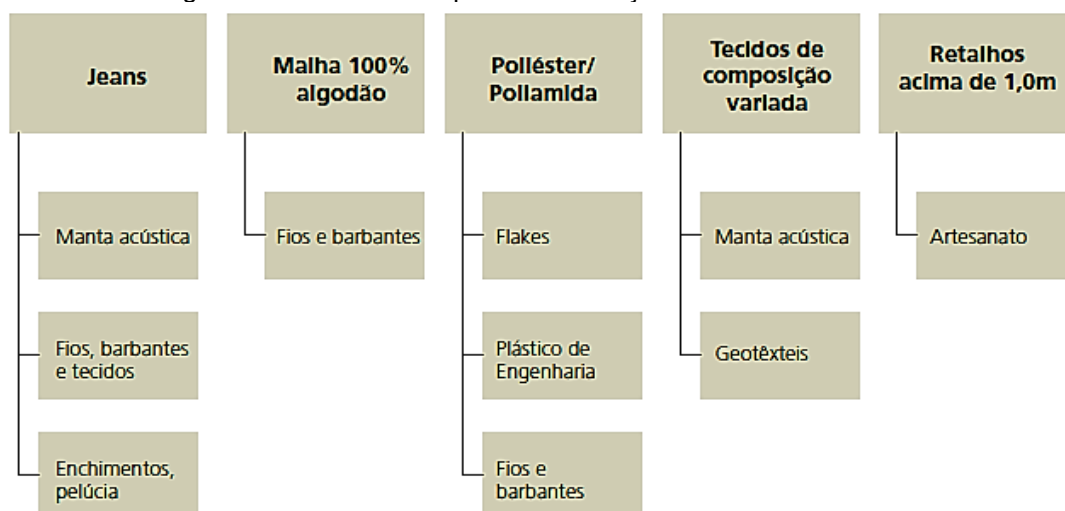 Jeans
Malha 100%
algodão
Poliéster/
Poliamida
Tecidos de
composição
variada
Retalhos
acima de 1,0m
Manta acústica
Fios e barbantes
Flakes
Manta acústica
Artesanato
Fios, barbantes
e tecidos
Plástico de
Engenharia
Geotêxteis
Enchimentos,
pelúcia
Fios e
barbantes